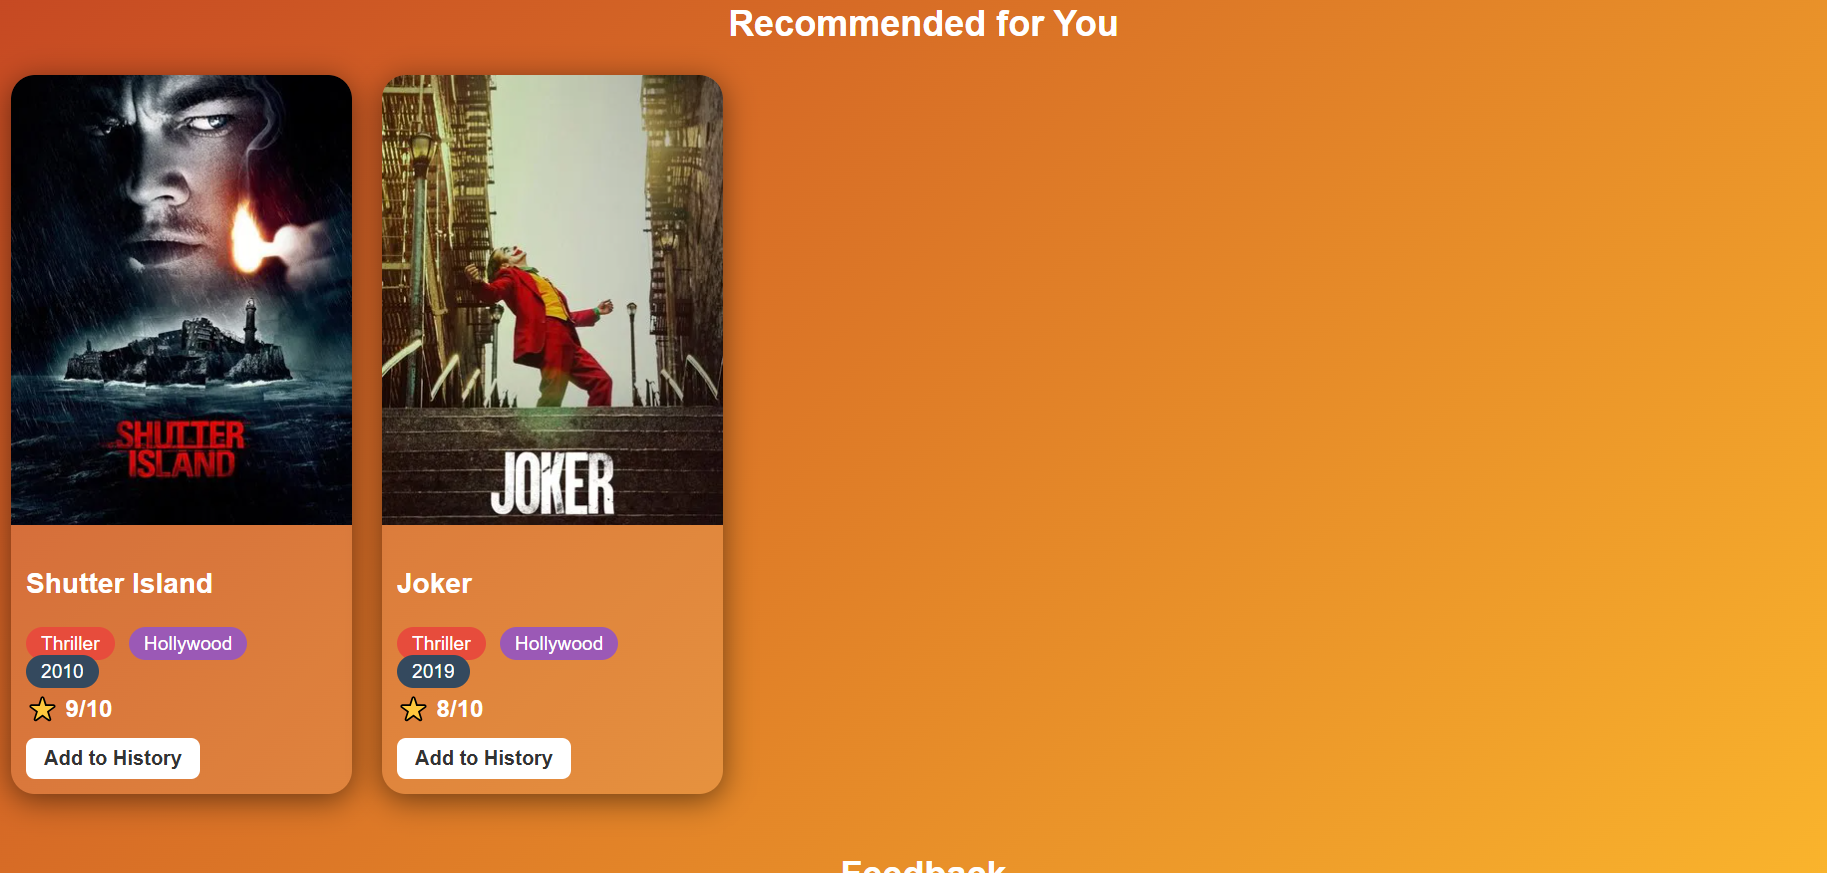 Recommended for You
SHUTTER
ISLAND
JOKER
Shutter Island
Joker
Thriller Hollywood
2010
Thriller Hollywood
2019
9/10
8/10
Add to History
Add to History
Feedback